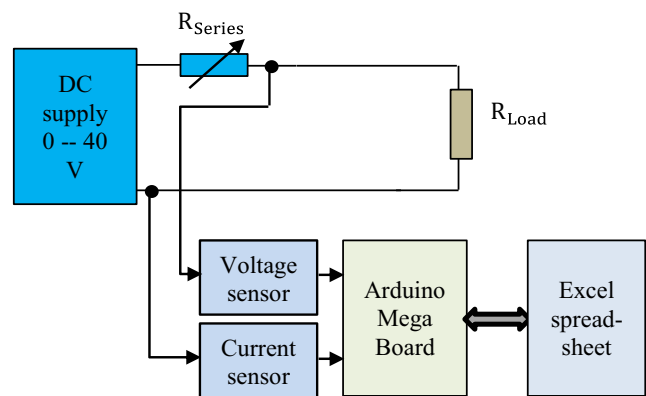 R_Series
DC
supply
0 -- 40
V
R_Load
Voltage
sensor
Current
sensor
Arduino
Mega
Board
Excel
spread-
sheet